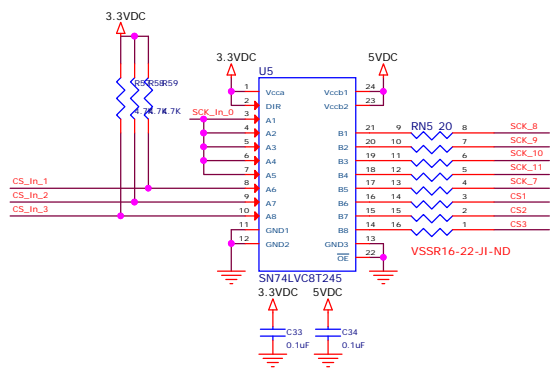 3.3VDC
3.3VDC
5VDC
U5
R58
R59
4.7K
4.7K
SCK_In_0
CS_In_1
CS_In_2
CS_In_3
1 Vcca Vccb1 24
2 DIR Vccb2 23
3 A1 B1 21 9 RN5 20 8 SCK_8
4 A2 B2 20 10 7 SCK_9
5 A3 B3 19 11 6 SCK_10
6 A4 B4 18 12 5 SCK_11
7 A5 B5 17 13 4 SCK_7
8 A6 B6 16 14 3 CS1
9 A7 B7 15 15 2 CS2
10 A8 B8 14 16 1 CS3
11 GND1 GND3 13
12 GND2 OE 22
VSSR16-22-JI-ND
SN74LVC8T245
3.3VDC 5VDC
C33 C34
0.1uF 0.1uF